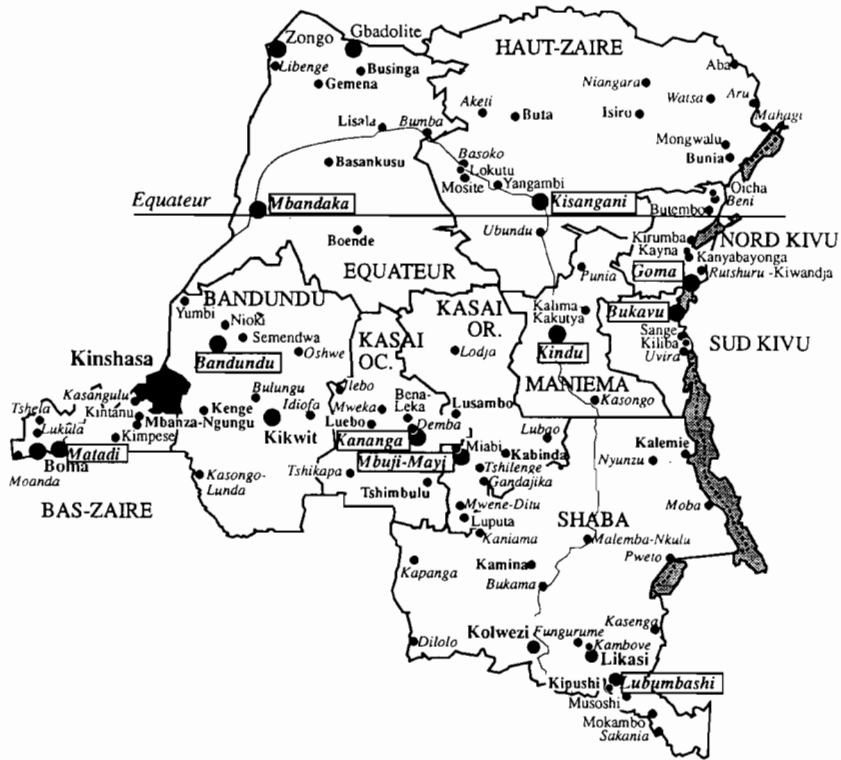 Zongo
Gbadolite
HAUT-ZAIRE
Libenge
Businga
Gemena
Aba
Niangara
Watsa
Aru
Aketi
Buta
Isiro
Mahagi
Lisala
Bumba
Mongwalu
Bunia
Basankusu
Basoko
Lokutu
Mosite
Yangambi
Oicha
Beni
Equateur
Mbandaka
Kisangani
Butembo
Boende
Ubundu
Kirumba
NORD KIVU
Kayna
Kanyabayonga
EQUATEUR
Punia
Goma
Rutshuru -Kiwandja
BANDUNDU
Yumbi
Nioki
KASAI
OR.
Kalima
Kakutya
Bukavu
Semendwa
KASAI
OC.
Sange
Kiliba
Uvira
SUD KIVU
Kinshasa
Bandundu
Oshwe
Lodja
Kindu
MANIEMA
Kasangulu
Bulungu
Ilebo
Bena-
Leka
Lusambo
Kasongo
Tshela
Kintanu
Idiofa
Mweka
Lukula
Mbanza-Ngungu
Kenge
Luebo
Demba
Lubao
Kimpese
Kikwit
Kananga
Miabi
Kabinda
Kalemie
Boma
Matadi
Mbuji-Mayi
Nyunzu
Moanda
Kasongo-
Lunda
Tshikapa
Tshilenge
Gandajika
Tshimbulu
BAS-ZAIRE
Mwene-Ditu
Moba
Luputa
SHABA
Kaniama
Malemba-Nkulu
Pweto
Kapanga
Kamina
Bukama
Kasenga
Kolwezi
Fungurume
Dilolo
Kambove
Likasi
Kipushi
Lubumbashi
Musoshi
Mokambo
Sakania